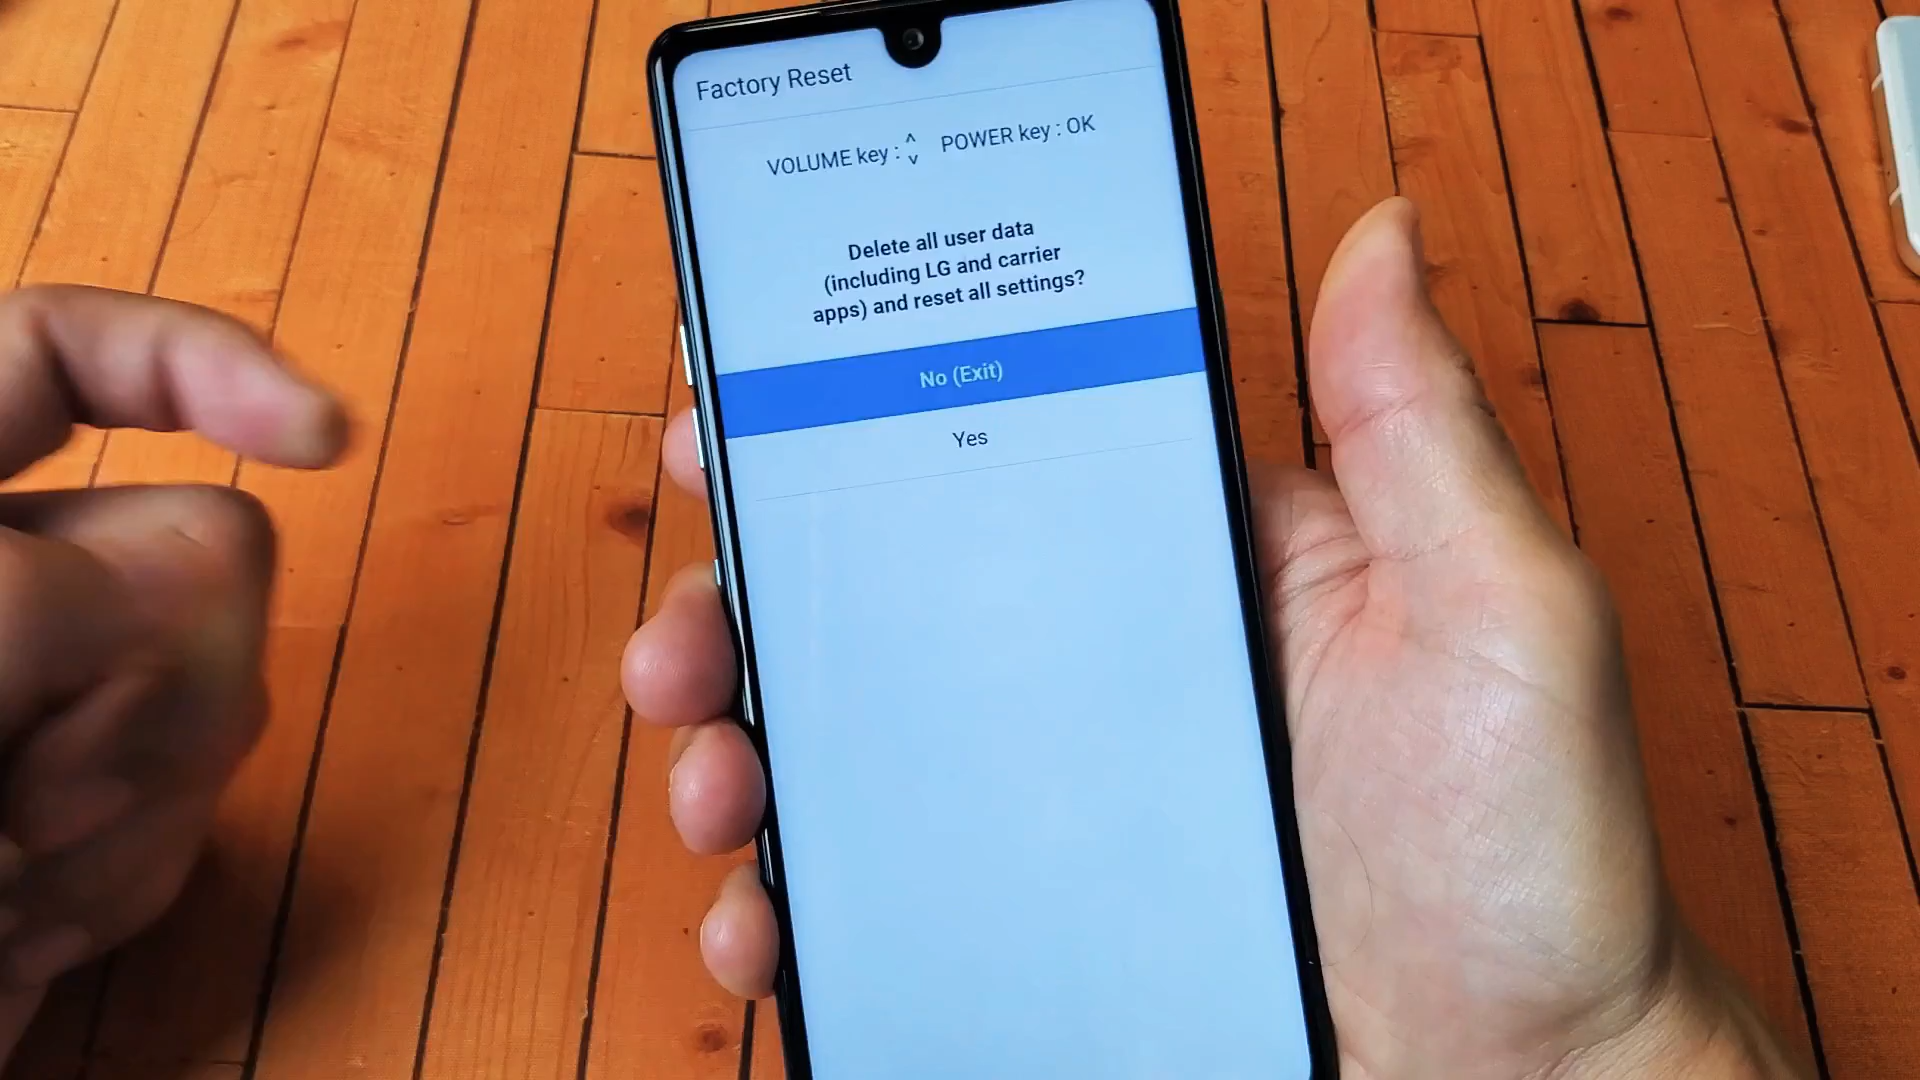 Factory Reset
VOLUME key : ^ v POWER key : OK
Delete all user data
(including LG and carrier
apps) and reset all settings?
No (Exit)
Yes